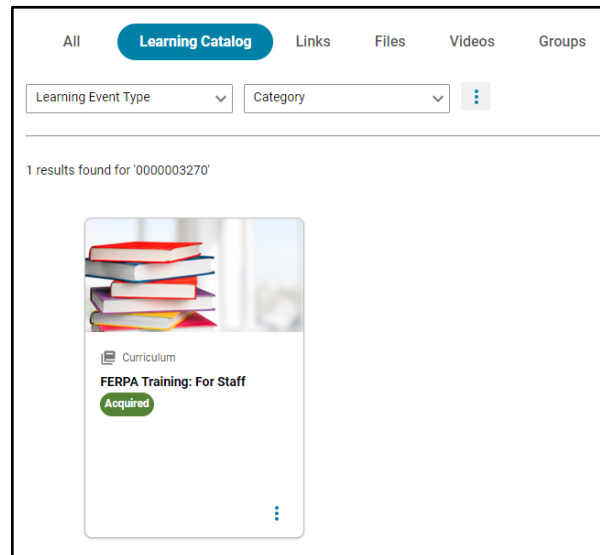 All Learning Catalog Links Files Videos Groups
Learning Event Type Category
1 results found for '0000003270'
Curriculum
FERPA Training: For Staff
Acquired